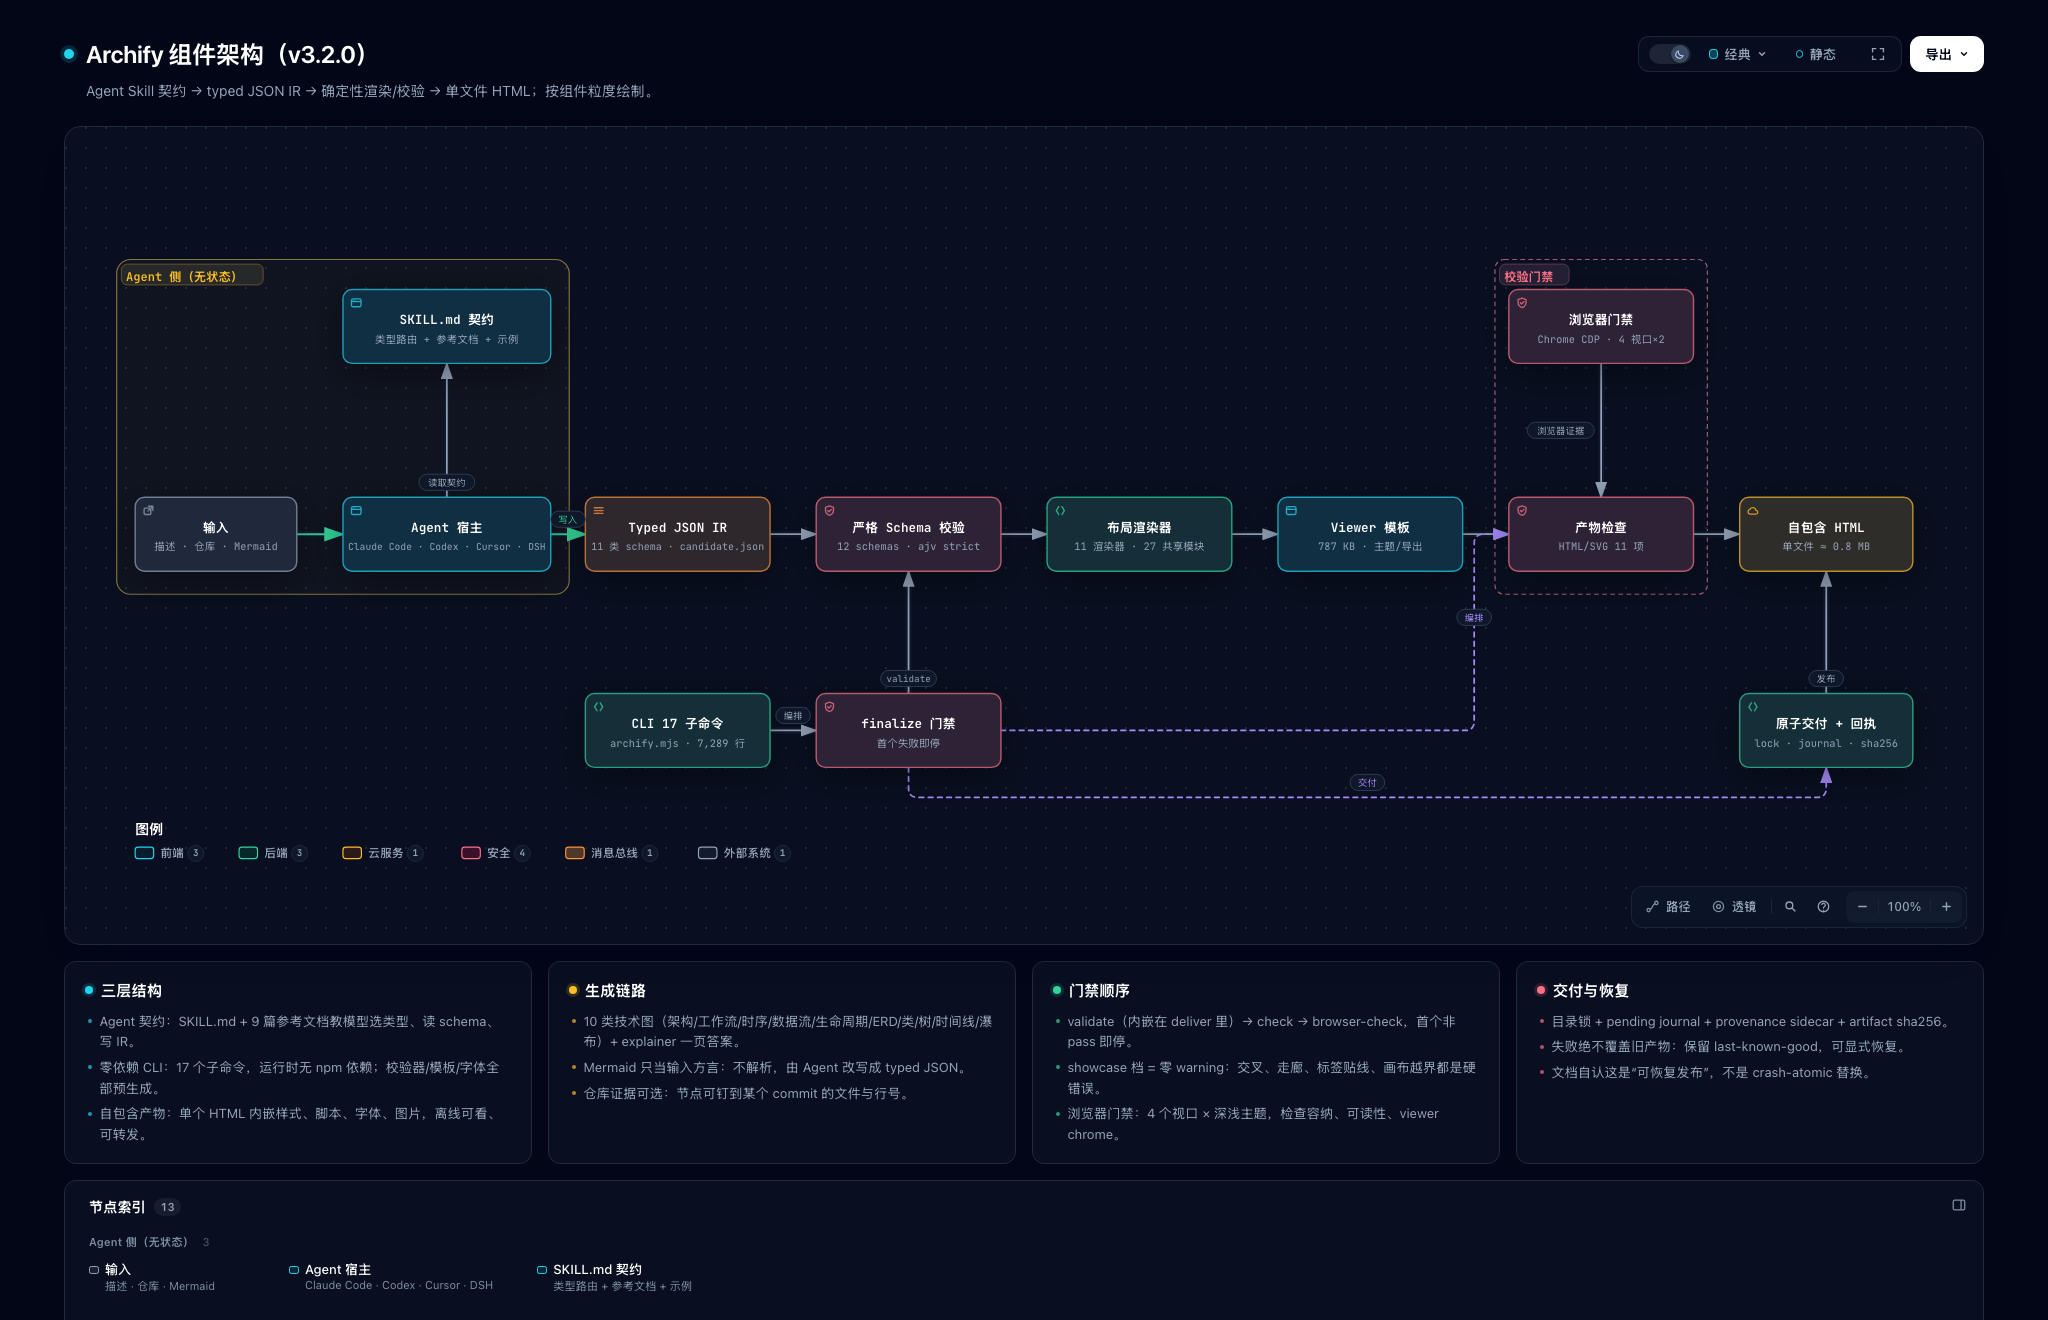 Archify 组件架构（v3.2.0）
经典
静态
导出
Agent Skill 契约 → typed JSON IR → 确定性渲染/校验 → 单文件 HTML；按组件粒度绘制。
Agent 侧（无状态）
校验门禁
SKILL.md 契约
类型路由 + 参考文档 + 示例
浏览器门禁
Chrome CDP · 4 视口×2
浏览器证据
读取契约
写入
输入
描述 · 仓库 · Mermaid
Agent 宿主
Claude Code · Codex · Cursor · DSH
Typed JSON IR
11 类 schema · candidate.json
严格 Schema 校验
12 schemas · ajv strict
布局渲染器
11 渲染器 · 27 共享模块
Viewer 模板
787 KB · 主题/导出
产物检查
HTML/SVG 11 项
自包含 HTML
单文件 ≈ 0.8 MB
编排
validate
发布
CLI 17 子命令
archify.mjs · 7,289 行
编排
finalize 门禁
首个失败即停
原子交付 + 回执
lock · journal · sha256
交付
图例
前端 3
后端 3
云服务 1
安全 4
消息总线 1
外部系统 1
路径
透镜
100%
三层结构
Agent 契约：SKILL.md + 9 篇参考文档教模型选类型、读 schema、
写 IR。
零依赖 CLI：17 个子命令，运行时无 npm 依赖；校验器/模板/字体全
部预生成。
自包含产物：单个 HTML 内嵌样式、脚本、字体、图片，离线可看、
可转发。
生成链路
10 类技术图（架构/工作流/时序/数据流/生命周期/ERD/类/树/时间线/瀑
布）+ explainer 一页答案。
Mermaid 只当输入方言：不解析，由 Agent 改写成 typed JSON。
仓库证据可选：节点可钉到某个 commit 的文件与行号。
门禁顺序
validate（内嵌在 deliver 里）→ check → browser-check，首个非
pass 即停。
showcase 档 = 零 warning：交叉、走廊、标签贴线、画布越界都是硬
错误。
浏览器门禁：4 个视口 × 深浅主题，检查容纳、可读性、viewer
chrome。
交付与恢复
目录锁 + pending journal + provenance sidecar + artifact sha256。
失败绝不覆盖旧产物：保留 last-known-good，可显式恢复。
文档自认这是“可恢复发布”，不是 crash-atomic 替换。
节点索引 13
Agent 侧（无状态） 3
输入
描述 · 仓库 · Mermaid
Agent 宿主
Claude Code · Codex · Cursor · DSH
SKILL.md 契约
类型路由 + 参考文档 + 示例